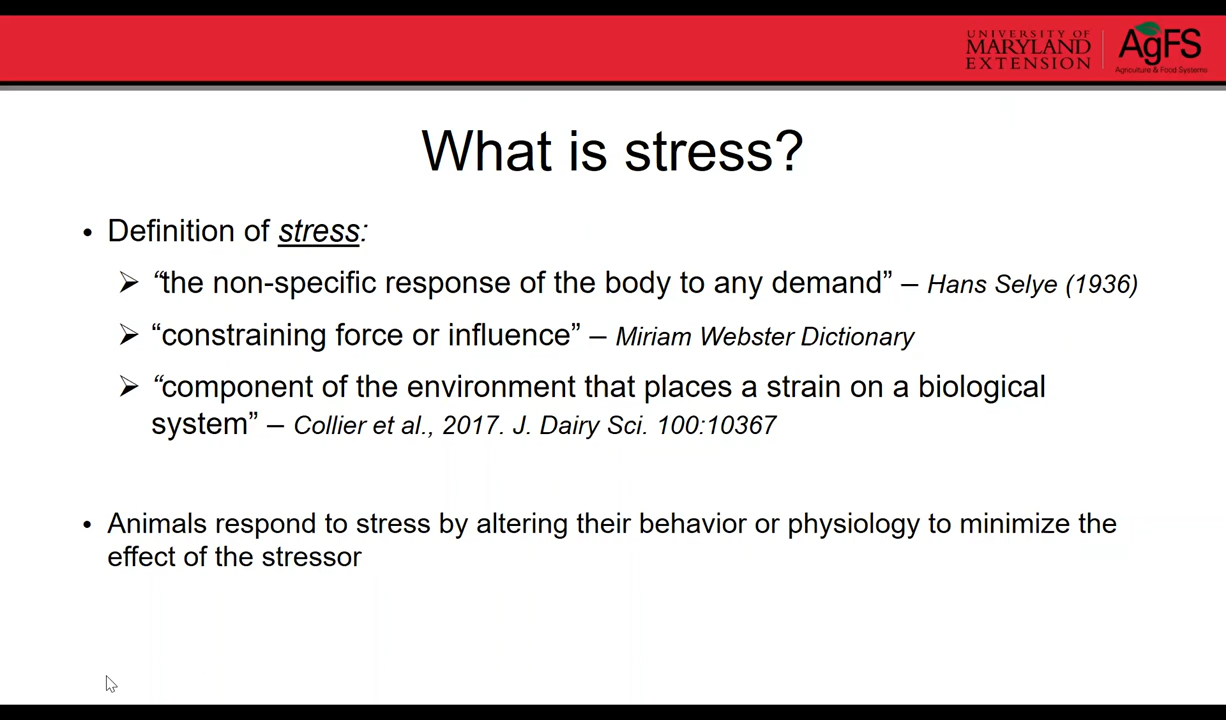 UNIVERSITY OF
MARYLAND
EXTENSION
AgFS
Agriculture & Food Systems
What is stress?
• Definition of stress:
➢ “the non-specific response of the body to any demand” – Hans Selye (1936)
➢ “constraining force or influence” – Miriam Webster Dictionary
➢ “component of the environment that places a strain on a biological
system” – Collier et al., 2017. J. Dairy Sci. 100:10367
• Animals respond to stress by altering their behavior or physiology to minimize the
effect of the stressor